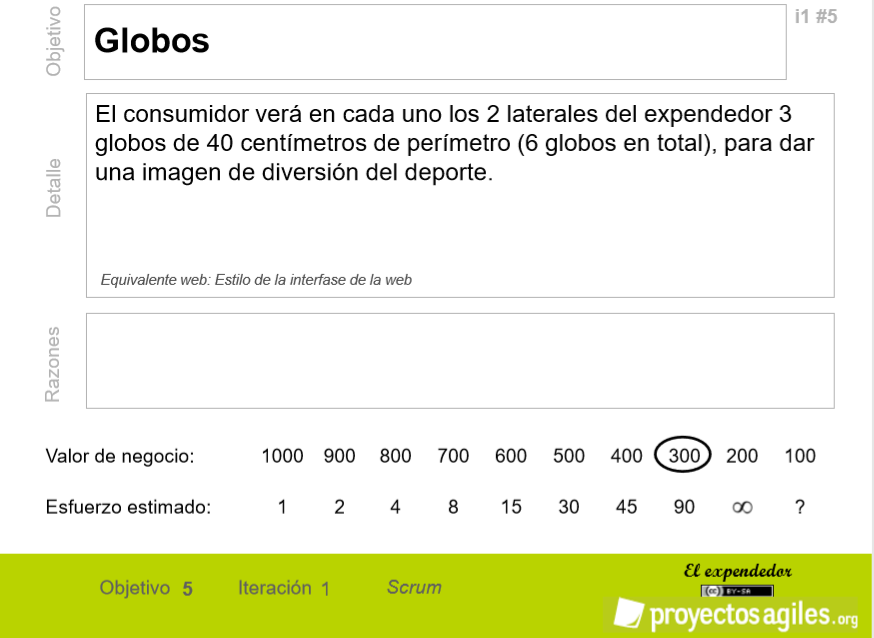 Objetivo
Globos
i1 #5
Detalle
El consumidor verá en cada uno los 2 laterales del expendedor 3
globos de 40 centímetros de perímetro (6 globos en total), para dar
una imagen de diversión del deporte.
Equivalente web: Estilo de la interfase de la web
Razones
Valor de negocio: 1000 900 800 700 600 500 400 300 200 100
Esfuerzo estimado: 1 2 4 8 15 30 45 90 ∞ ?
Objetivo 5 Iteración 1 Scrum
El expendedor
(cc) BY-SA
proyectosagiles.org